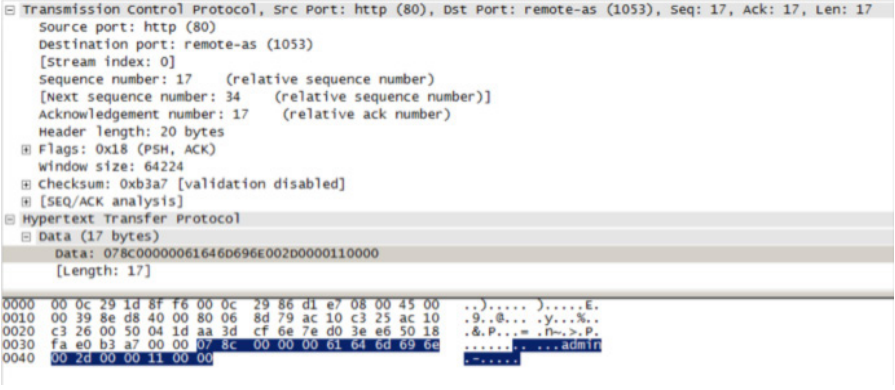 Transmission Control Protocol, Src Port: http (80), Dst Port: remote-as (1053), Seq: 17, Ack: 17, Len: 17
Source port: http (80)
Destination port: remote-as (1053)
[Stream index: 0]
Sequence number: 17    (relative sequence number)
[Next sequence number: 34    (relative sequence number)]
Acknowledgement number: 17    (relative ack number)
Header length: 20 bytes
Flags: 0x18 (PSH, ACK)
Window size: 64224
Checksum: 0xb3a7 [validation disabled]
[SEQ/ACK analysis]
Hypertext Transfer Protocol
Data (17 bytes)
Data: 078C00000061646D696E002D0000110000
[Length: 17]
0000  00 0c 29 1d 8f f6 00 0c  29 86 d1 e7 08 00 45 00   ..)..... ).....E.
0010  00 39 8e d8 40 00 80 06  8d 79 ac 10 c3 25 ac 10   .9..@... .y...%..
0020  c3 26 00 50 04 1d aa 3d  cf 6e 7e d0 3e e6 50 18   .&.P...= .n~.>.P.
0030  fa e0 b3 a7 00 00 07 8c  00 00 00 61 64 6d 69 6e   ........ ...admin
0040  00 2d 00 00 11 00 00   .-.....